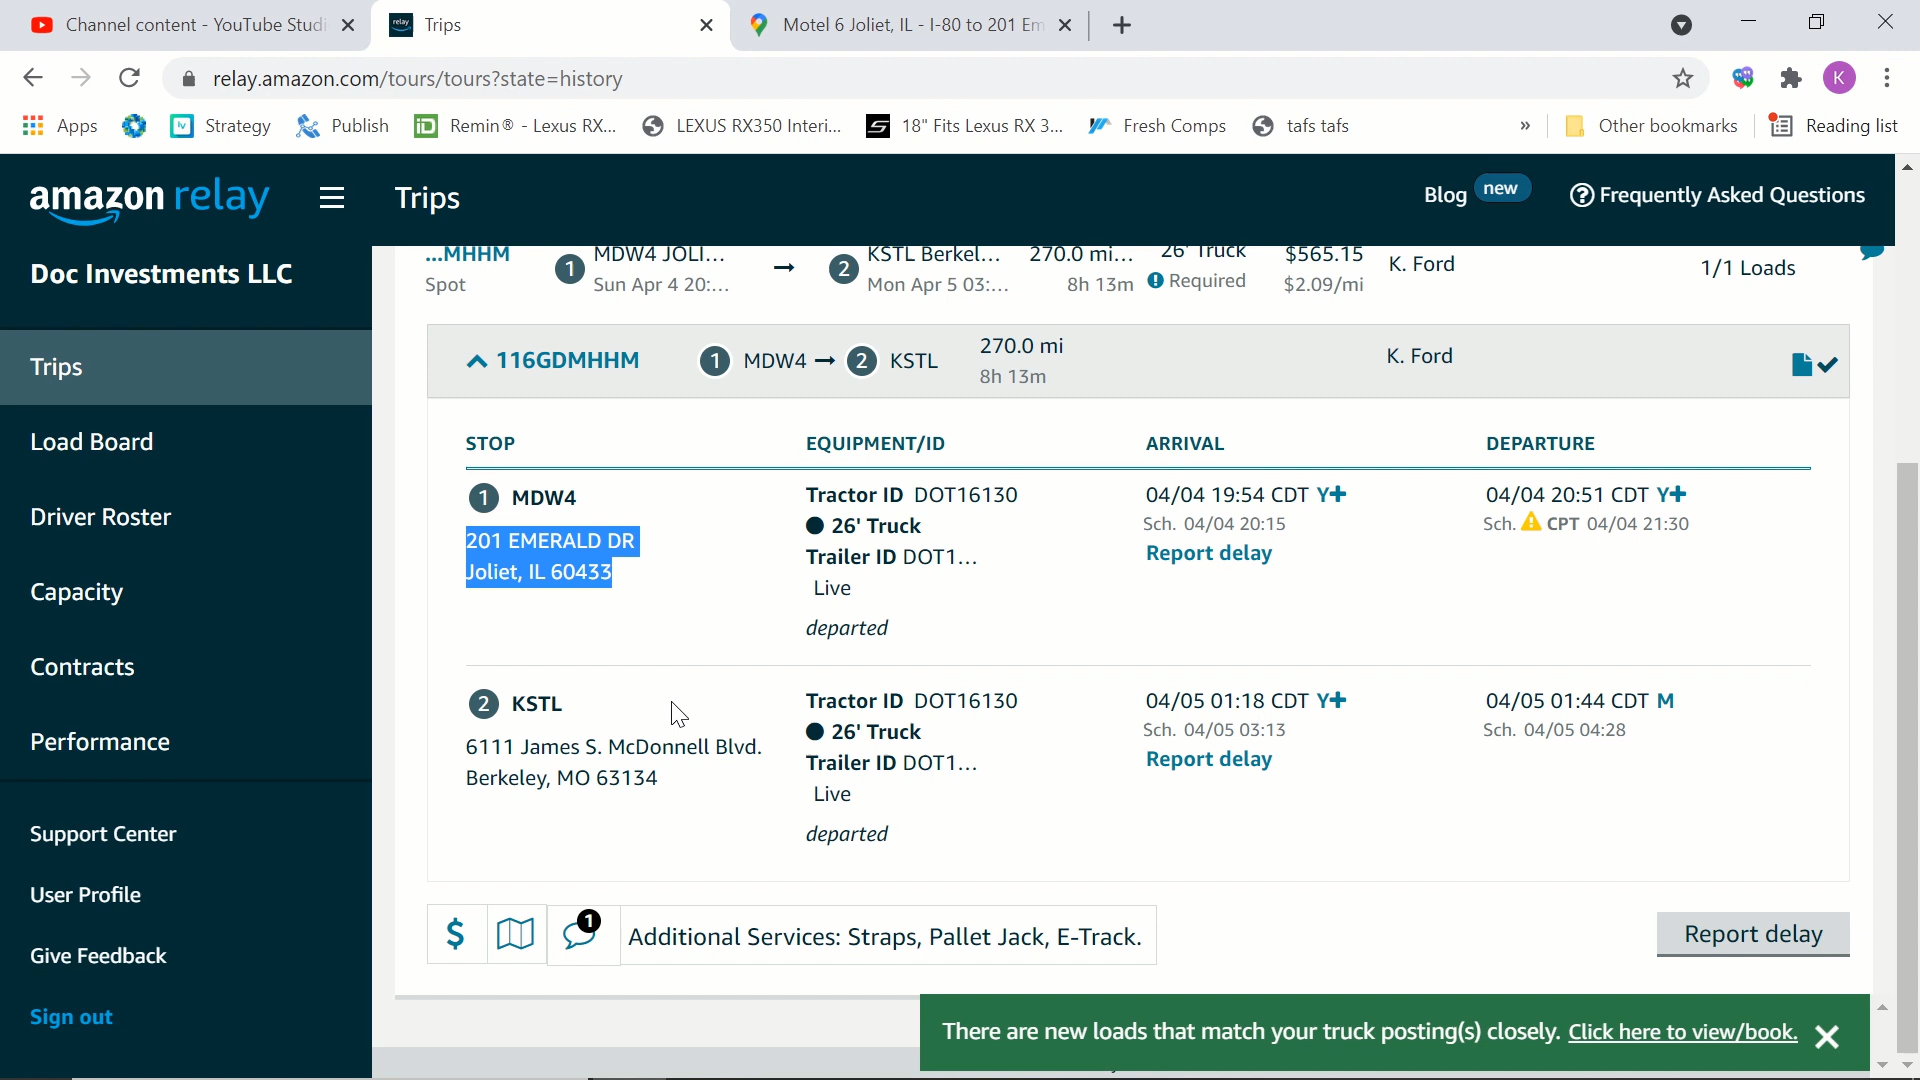 Channel content - YouTube Studi
relay
Trips
Motel 6 Joliet, IL - I-80 to 201 Em
relay.amazon.com/tours/tours?state=history
K
Apps
Strategy
Publish
Remin® - Lexus RX...
LEXUS RX350 Interi...
18" Fits Lexus RX 3...
Fresh Comps
tafs tafs
»
Other bookmarks
Reading list
amazon relay
Trips
Blog new
Frequently Asked Questions
Doc Investments LLC
Trips
Load Board
Driver Roster
Capacity
Contracts
Performance
Support Center
User Profile
Give Feedback
Sign out
...MHHM
Spot
1 MDW4 JOLI...
Sun Apr 4 20:...
2 KSTL Berkel...
Mon Apr 5 03:...
270.0 mi...
8h 13m
26' Truck
Required
$565.15
$2.09/mi
K. Ford
1/1 Loads
116GDMHHM
1 MDW4 → 2 KSTL
270.0 mi
8h 13m
K. Ford
STOP EQUIPMENT/ID ARRIVAL DEPARTURE
1 MDW4
201 EMERALD DR
Joliet, IL 60433
Tractor ID DOT16130
26' Truck
Trailer ID DOT1...
Live
departed
04/04 19:54 CDT Y+
Sch. 04/04 20:15
Report delay
04/04 20:51 CDT Y+
Sch. CPT 04/04 21:30
2 KSTL
6111 James S. McDonnell Blvd.
Berkeley, MO 63134
Tractor ID DOT16130
26' Truck
Trailer ID DOT1...
Live
departed
04/05 01:18 CDT Y+
Sch. 04/05 03:13
Report delay
04/05 01:44 CDT M
Sch. 04/05 04:28
$
1
Additional Services: Straps, Pallet Jack, E-Track.
Report delay
There are new loads that match your truck posting(s) closely. Click here to view/book.